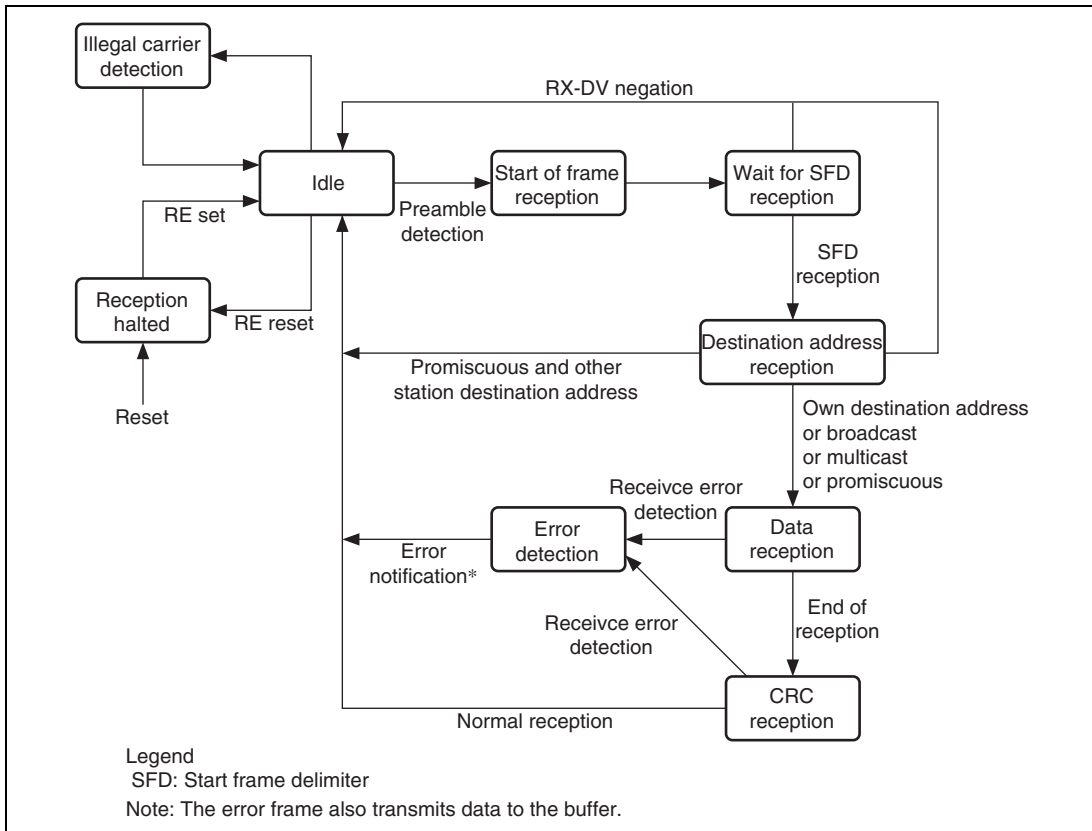 Illegal carrier
detection
RX-DV negation
Idle
Start of frame
reception
Wait for SFD
reception
Preamble
detection
RE set
SFD
reception
Reception
halted
RE reset
Destination address
reception
Promiscuous and other
station destination address
Reset
Own destination address
or broadcast
or multicast
or promiscuous
Receivce error
detection
Error
detection
Data
reception
Error
notification*
End of
reception
Receivce error
detection
CRC
reception
Normal reception
Legend
SFD: Start frame delimiter
Note: The error frame also transmits data to the buffer.